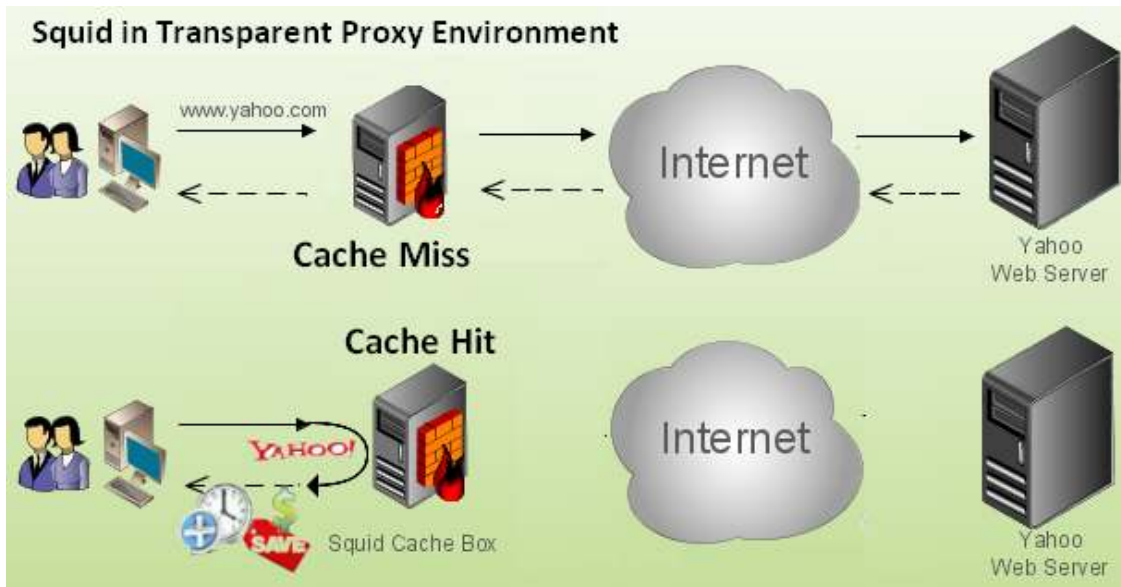 Squid in Transparent Proxy Environment
www.yahoo.com
Internet
Cache Miss
Yahoo
Web Server
Cache Hit
YAHOO!
Internet
SAVE
Squid Cache Box
Yahoo
Web Server